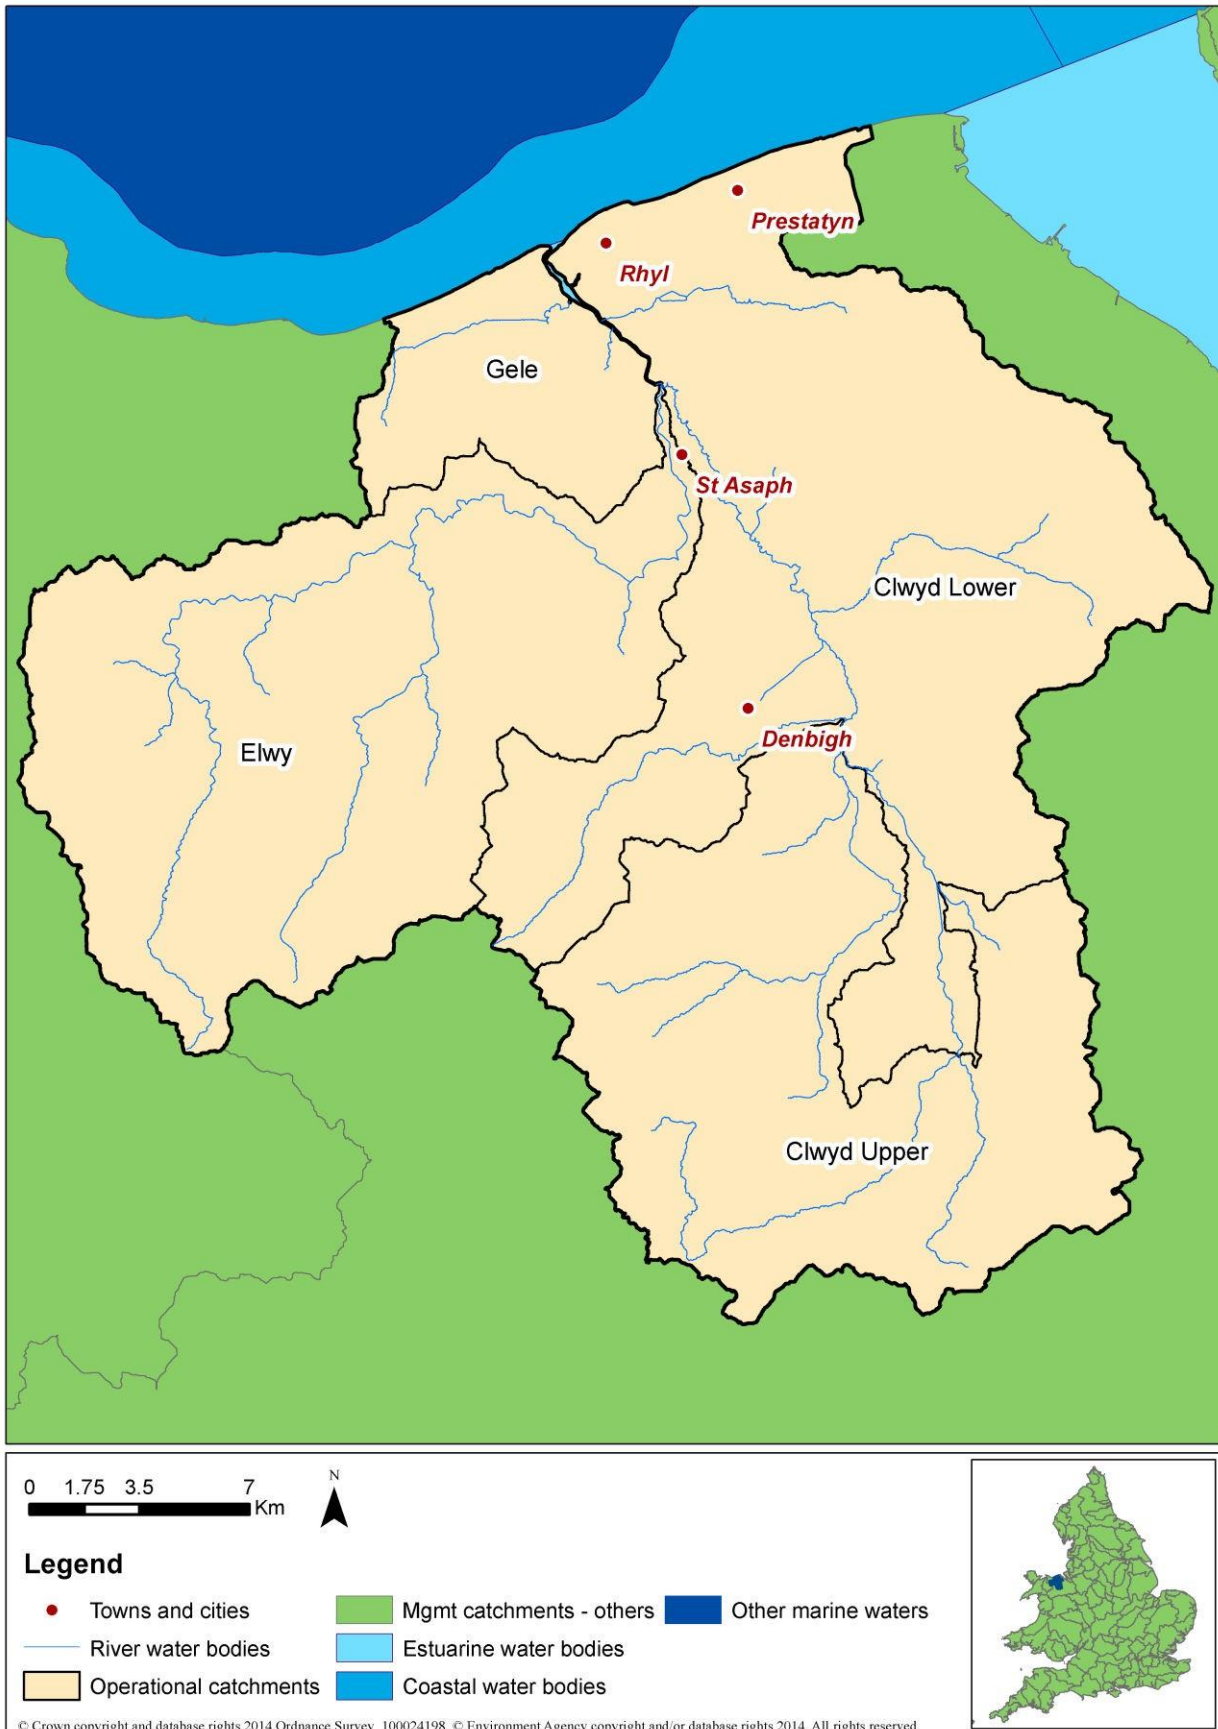 Prestatyn
Rhyl
Gele
St Asaph
Clwyd Lower
Denbigh
Elwy
Clwyd Upper
0 1.75 3.5 7
Km
N
Legend
Towns and cities
River water bodies
Operational catchments
Mgmt catchments - others
Estuarine water bodies
Coastal water bodies
Other marine waters
© Crown copyright and database rights 2014 Ordnance Survey 100024198. © Environment Agency copyright and/or database rights 2014. All rights reserved